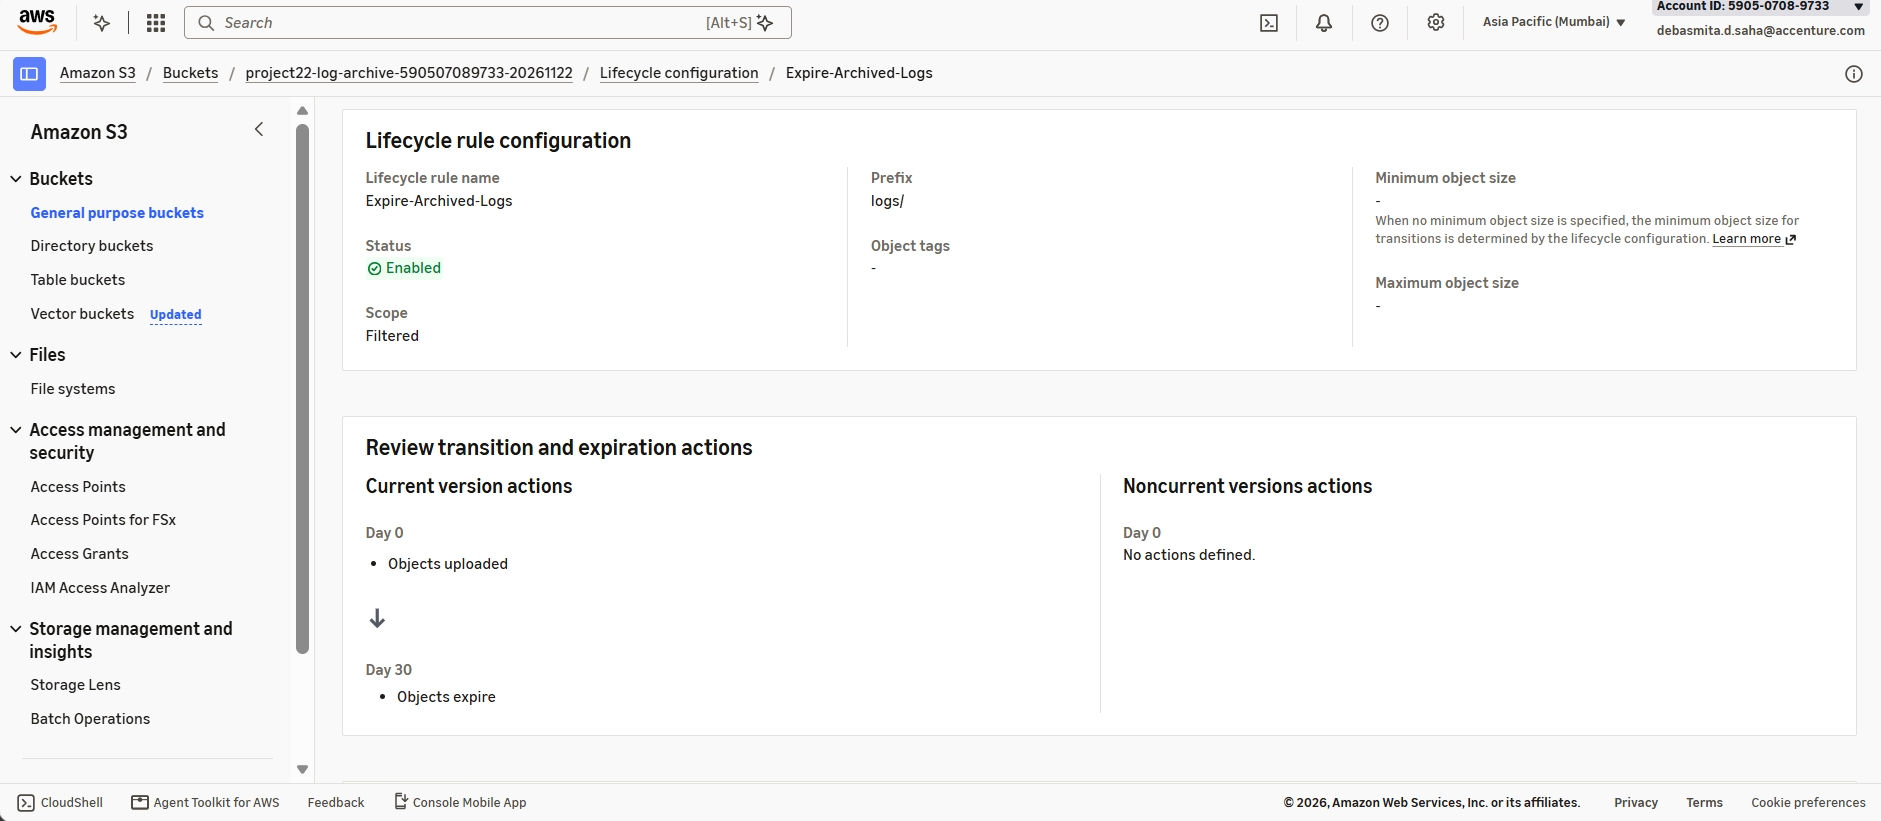 aws
Search
[Alt+S]
Asia Pacific (Mumbai)
Account ID: 5905-0708-9733
debasmita.d.saha@accenture.com
Amazon S3 / Buckets / project22-log-archive-590507089733-20261122 / Lifecycle configuration / Expire-Archived-Logs
Amazon S3
Buckets
General purpose buckets
Directory buckets
Table buckets
Vector buckets Updated
Files
File systems
Access management and
security
Access Points
Access Points for FSx
Access Grants
IAM Access Analyzer
Storage management and
insights
Storage Lens
Batch Operations
Lifecycle rule configuration
Lifecycle rule name
Expire-Archived-Logs
Status
Enabled
Scope
Filtered
Prefix
logs/
Object tags
-
Minimum object size
-
When no minimum object size is specified, the minimum object size for
transitions is determined by the lifecycle configuration. Learn more
Maximum object size
-
Review transition and expiration actions
Current version actions
Day 0
• Objects uploaded
Day 30
• Objects expire
Noncurrent versions actions
Day 0
No actions defined.
CloudShell
Agent Toolkit for AWS
Feedback
Console Mobile App
© 2026, Amazon Web Services, Inc. or its affiliates.
Privacy
Terms
Cookie preferences